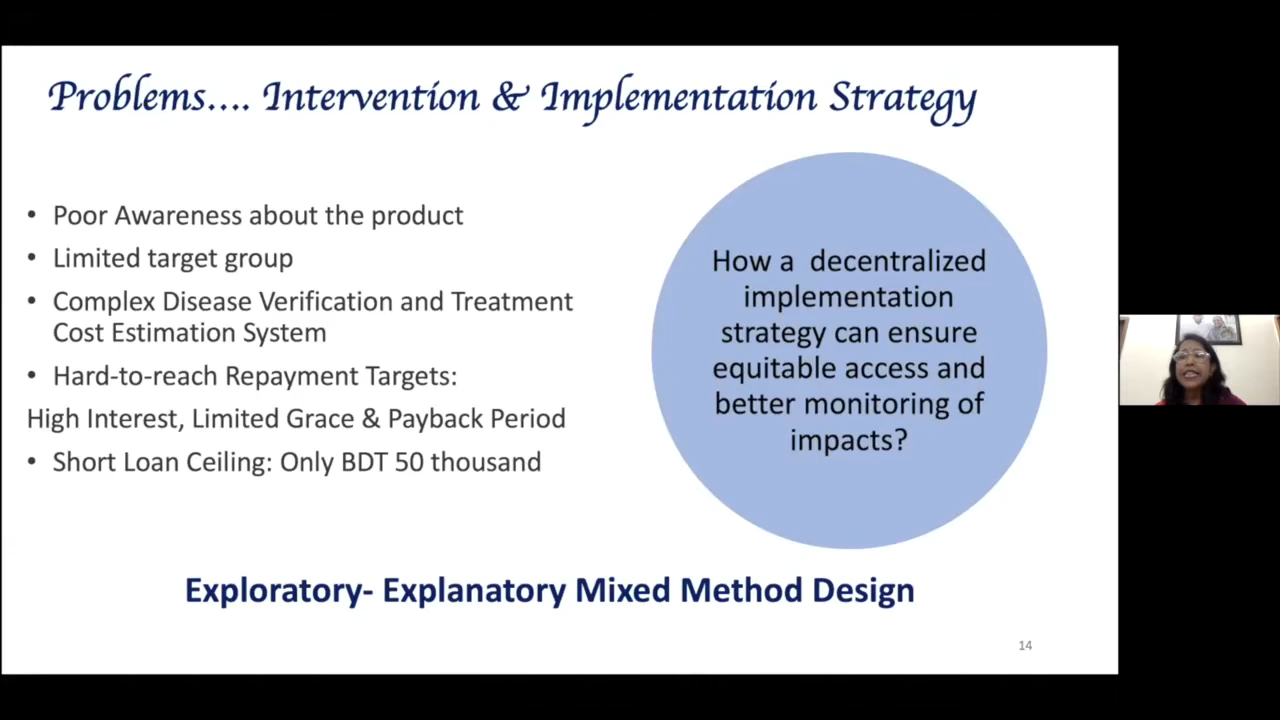 Problems.... Intervention & Implementation Strategy
• Poor Awareness about the product
• Limited target group
• Complex Disease Verification and Treatment
Cost Estimation System
• Hard-to-reach Repayment Targets:
High Interest, Limited Grace & Payback Period
• Short Loan Ceiling: Only BDT 50 thousand
How a decentralized
implementation
strategy can ensure
equitable access and
better monitoring of
impacts?
Exploratory- Explanatory Mixed Method Design
14